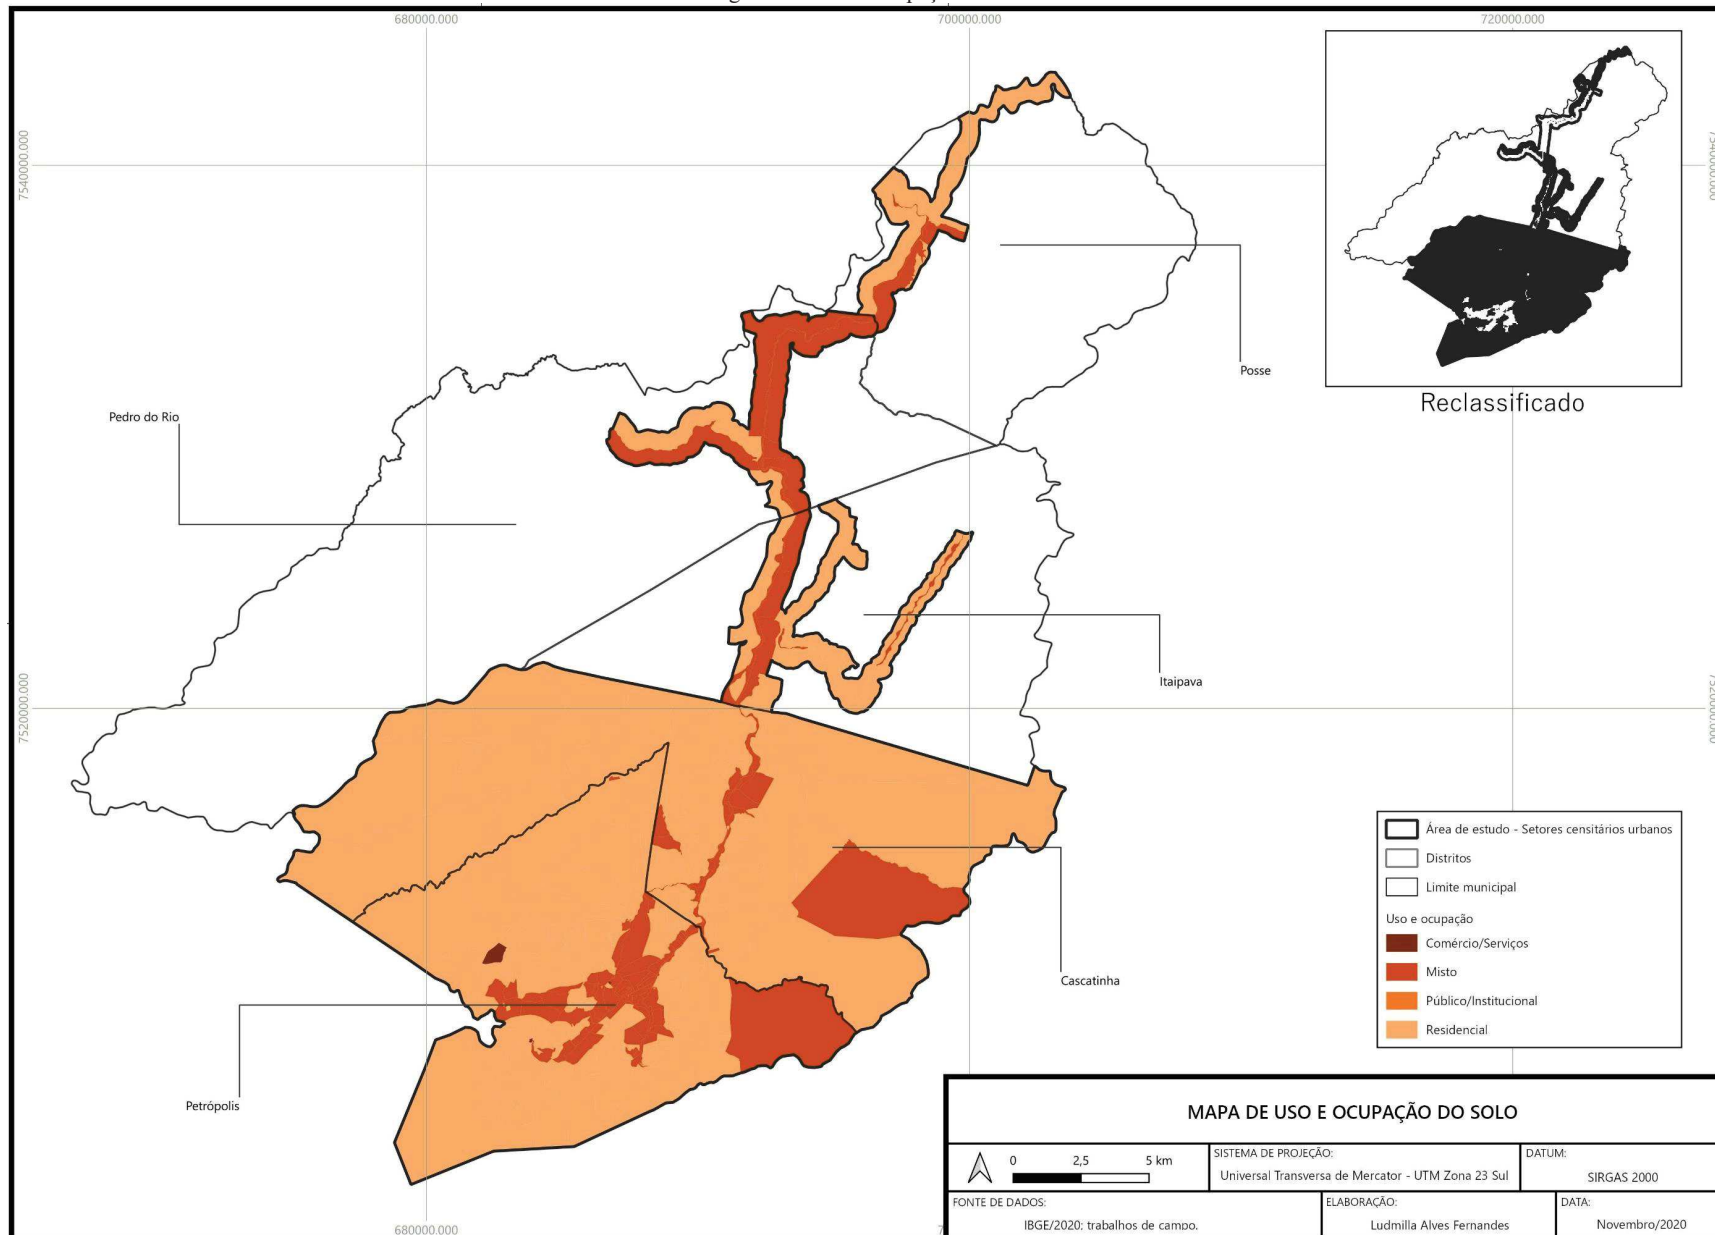 680000.000
700000.000
720000.000
7540000.000
Reclassificado
Posse
Pedro do Rio
Itaipava
7520000.000
Área de estudo - Setores censitários urbanos
Distritos
Limite municipal
Uso e ocupação
Comércio/Serviços
Misto
Público/Institucional
Residencial
Cascatinha
Petrópolis
MAPA DE USO E OCUPAÇÃO DO SOLO
0 2,5 5 km
SISTEMA DE PROJEÇÃO:
Universal Transversa de Mercator - UTM Zona 23 Sul
DATUM:
SIRGAS 2000
FONTE DE DADOS:
IBGE/2020; trabalhos de campo.
ELABORAÇÃO:
Ludmilla Alves Fernandes
DATA:
Novembro/2020
680000.000